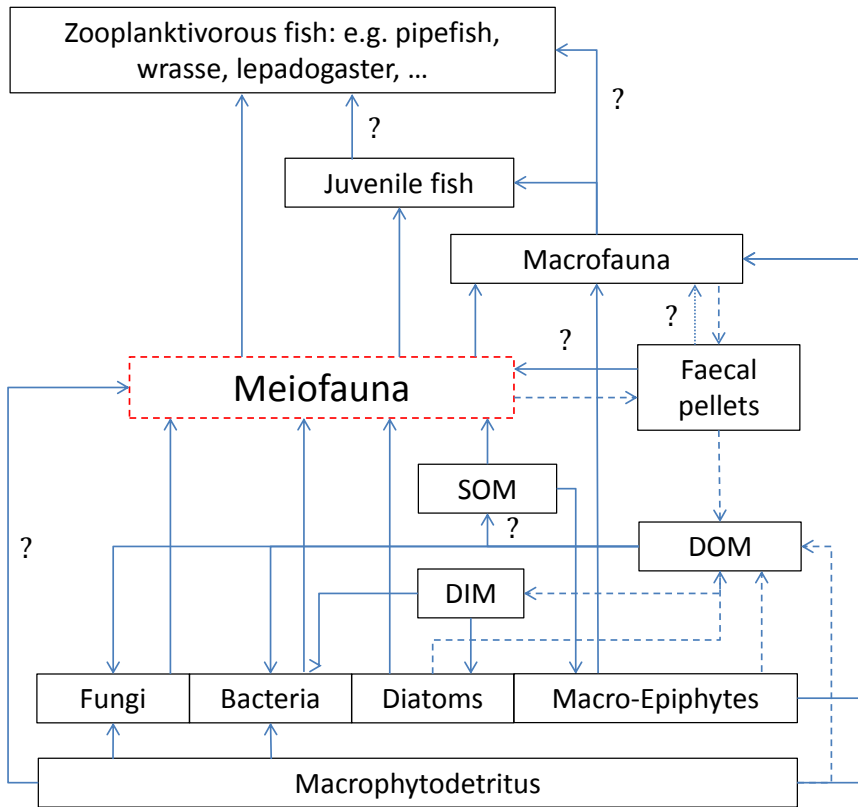 Zooplanktivorous fish: e.g. pipefish,
wrasse, lepadogaster, ...
?
?
Juvenile fish
Macrofauna
?
?
Meiofauna
Faecal
pellets
SOM
?
?
DOM
DIM
Fungi
Bacteria
Diatoms
Macro-Epiphytes
Macrophytodetritus